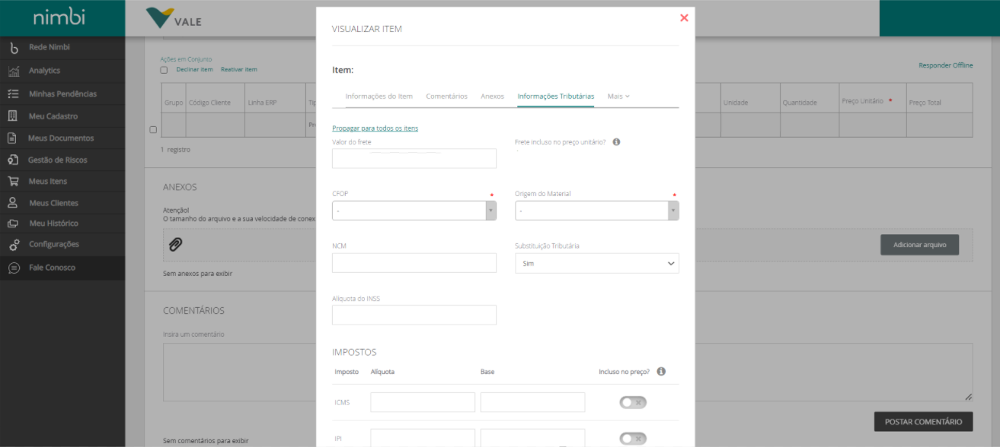 nimbi
VALE
Rede Nimbi
Analytics
Minhas Pendências
Meu Cadastro
Meus Documentos
Gestão de Riscos
Meus Itens
Meus Clientes
Meu Histórico
Configurações
Fale Conosco
Ações em Conjunto
Declinar item Reativar item
Responder Offline
Grupo Código Cliente Linha ERP
Unidade Quantidade Preço Unitário * Preço Total
1 registro
ANEXOS
Atenção!
O tamanho do arquivo e a sua velocidade de
Adicionar arquivo
Sem anexos para exibir
COMENTÁRIOS
Insira um comentário
POSTAR COMENTÁRIO
Sem comentários para exibir
VISUALIZAR ITEM
Item:
Informações do Item Comentários Anexos Informações Tributárias Mais
Propagar para todos os itens
Valor do frete Frete incluso no preço unitário?
CFOP * Origem do Material *
- -
NCM Substituição Tributária
Sim
Alíquota do INSS
IMPOSTOS
Imposto Alíquota Base Incluso no preço?
ICMS
IPI